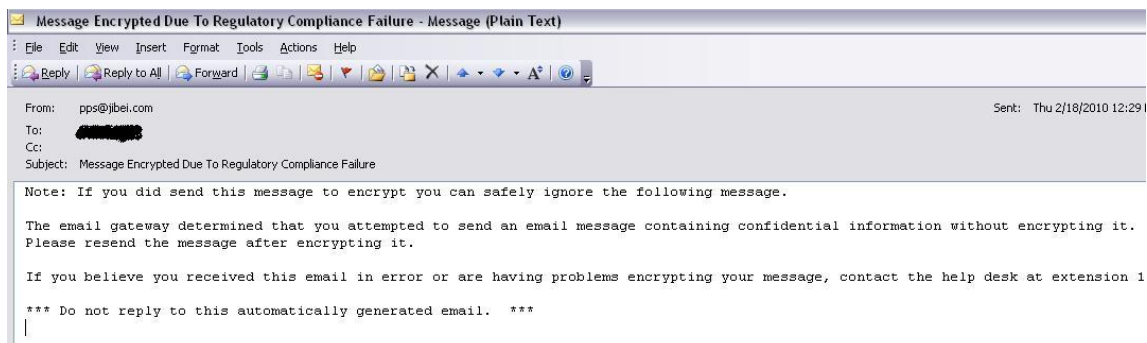 Message Encrypted Due To Regulatory Compliance Failure - Message (Plain Text)
File Edit View Insert Format Tools Actions Help
Reply Reply to All Forward
From: pps@jibei.com Sent: Thu 2/18/2010 12:29
To:
Cc:
Subject: Message Encrypted Due To Regulatory Compliance Failure
Note: If you did send this message to encrypt you can safely ignore the following message.
The email gateway determined that you attempted to send an email message containing confidential information without encrypting it.
Please resend the message after encrypting it.
If you believe you received this email in error or are having problems encrypting your message, contact the help desk at extension 1
*** Do not reply to this automatically generated email. ***